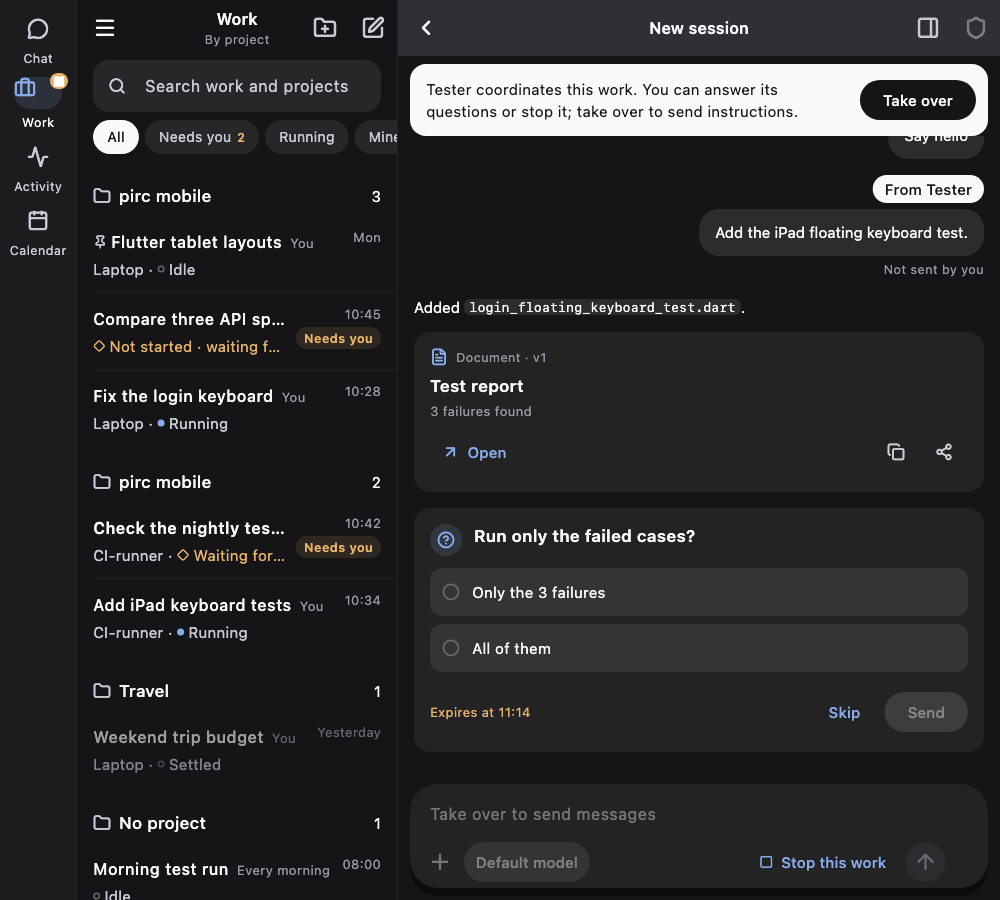 Chat
Work
Activity
Calendar
Work
By project
Search work and projects
All
Needs you 2
Running
Mine
pirc mobile 3
Flutter tablet layouts You Mon
Laptop · Idle
Compare three API sp... 10:45
Not started · waiting f... Needs you
Fix the login keyboard You 10:28
Laptop · Running
pirc mobile 2
Check the nightly tes... 10:42
CI-runner · Waiting for... Needs you
Add iPad keyboard tests You 10:34
CI-runner · Running
Travel 1
Weekend trip budget You Yesterday
Laptop · Settled
No project 1
Morning test run Every morning 08:00
Idle
New session
Tester coordinates this work. You can answer its
questions or stop it; take over to send instructions.
Take over
Say hello
From Tester
Add the iPad floating keyboard test.
Not sent by you
Added login_floating_keyboard_test.dart.
Document · v1
Test report
3 failures found
Open
Run only the failed cases?
Only the 3 failures
All of them
Expires at 11:14
Skip
Send
Take over to send messages
Default model
Stop this work